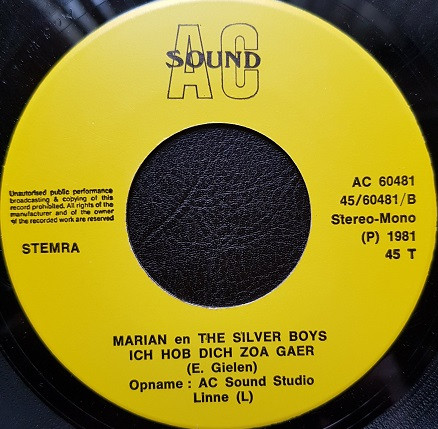 AC
SOUND
Unauthorised public performance
broadcasting & copying of this
record prohibited. All rights of the
manufacturer and of the owner
of the recorded work are reserved
STEMRA
AC 60481
45/60481/B
Stereo-Mono
(P) 1981
45 T
MARIAN en THE SILVER BOYS
ICH HOB DICH ZOA GAER
(E. Gielen)
Opname : AC Sound Studio
Linne (L)